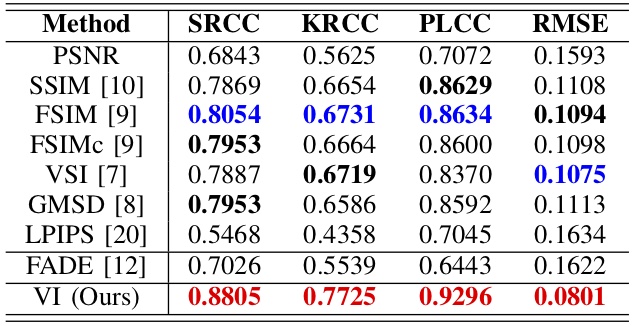 Method SRCC KRCC PLCC RMSE
PSNR 0.6843 0.5625 0.7072 0.1593
SSIM [10] 0.7869 0.6654 0.8629 0.1108
FSIM [9] 0.8054 0.6731 0.8634 0.1094
FSIMc [9] 0.7953 0.6664 0.8600 0.1098
VSI [7] 0.7887 0.6719 0.8370 0.1075
GMSD [8] 0.7953 0.6586 0.8592 0.1113
LPIPS [20] 0.5468 0.4358 0.7045 0.1634
FADE [12] 0.7026 0.5539 0.6443 0.1622
VI (Ours) 0.8805 0.7725 0.9296 0.0801